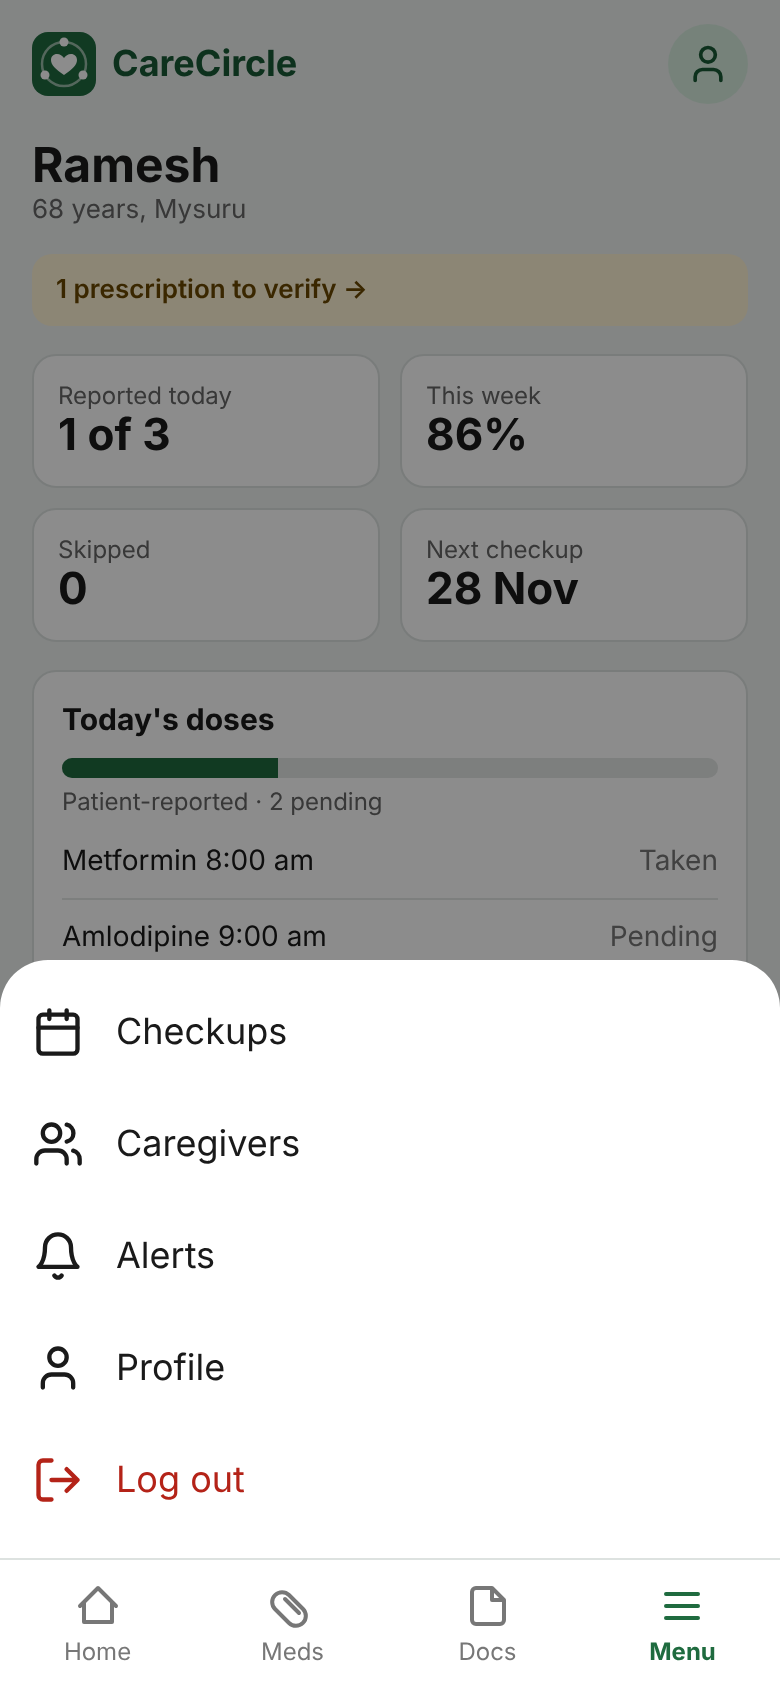 CareCircle
Ramesh
68 years, Mysuru
1 prescription to verify →
Reported today
1 of 3
This week
86%
Skipped
0
Next checkup
28 Nov
Today's doses
Patient-reported · 2 pending
Metformin 8:00 am Taken
Amlodipine 9:00 am Pending
Checkups
Caregivers
Alerts
Profile
Log out
Home Meds Docs Menu